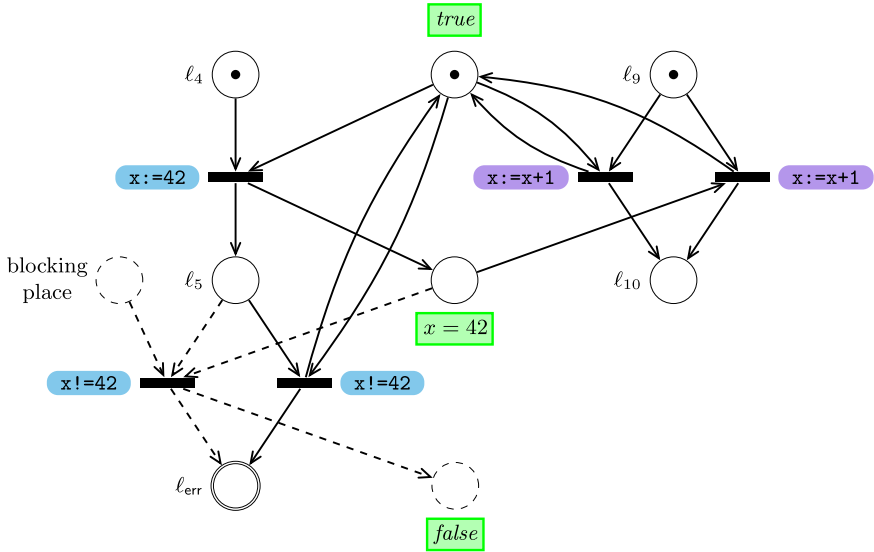 true
ℓ4
ℓ9
x:=42
x:=x+1
x:=x+1
blocking
place
ℓ5
ℓ10
x = 42
x!=42
x!=42
ℓerr
false